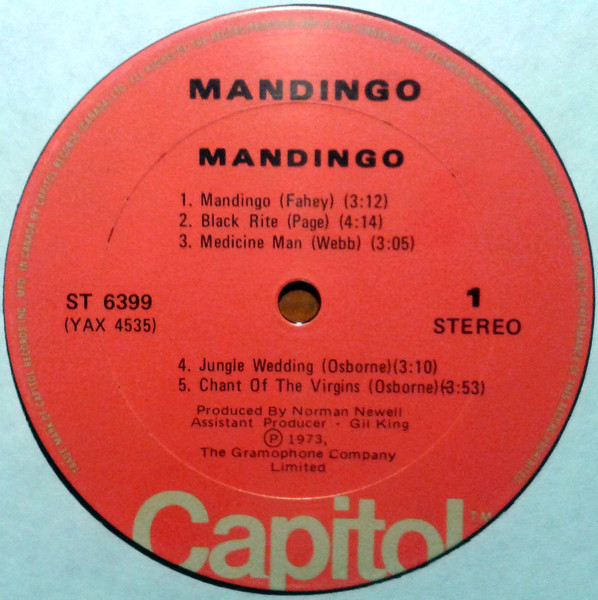 MANDINGO
MANDINGO
1. Mandingo (Fahey) (3:12)
2. Black Rite (Page) (4:14)
3. Medicine Man (Webb) (3:05)
ST 6399
(YAX 4535)
1
STEREO
4. Jungle Wedding (Osborne)(3:10)
5. Chant Of The Virgins (Osborne)(3:53)
Produced By Norman Newell
Assistant Producer - Gil King
Ⓟ 1973,
The Gramophone Company
Limited
Capitol TM